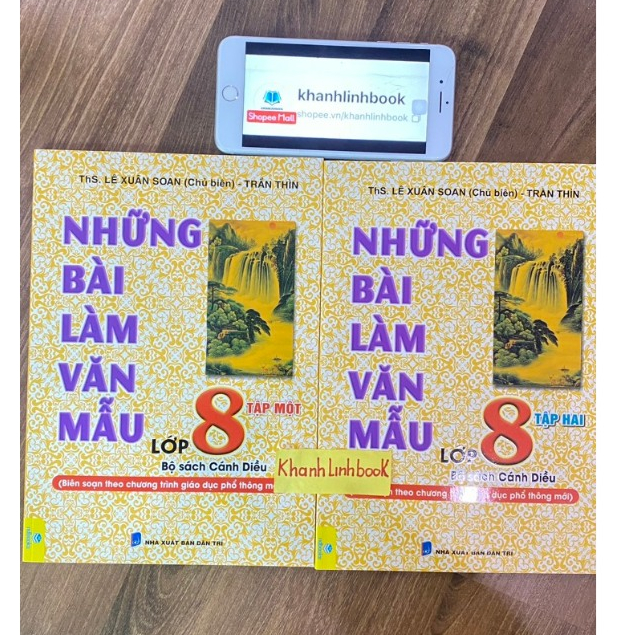 khanhlinhbook
Shopee Mall
shopee.vn/khanhlinhbook
ThS. LÊ XUÂN SOAN (Chủ biên) - TRẦN THÌN
NHỮNG
BÀI
LÀM
VĂN
MẪU
LỚP 8 TẬP MỘT
Bộ sách Cánh Diều
(Biên soạn theo chương trình giáo dục phổ thông
NHÀ XUẤT BẢN DÂN TRÍ
ThS. LÊ XUÂN SOAN (Chủ biên) - TRẦN THÌN
NHỮNG
BÀI
LÀM
VĂN
MẪU
LỚP 8 TẬP HAI
Bộ sách Cánh Diều
theo chương dục phổ thông mới)
NHÀ XUẤT BẢN DÂN TRÍ
KhanhLinhbook